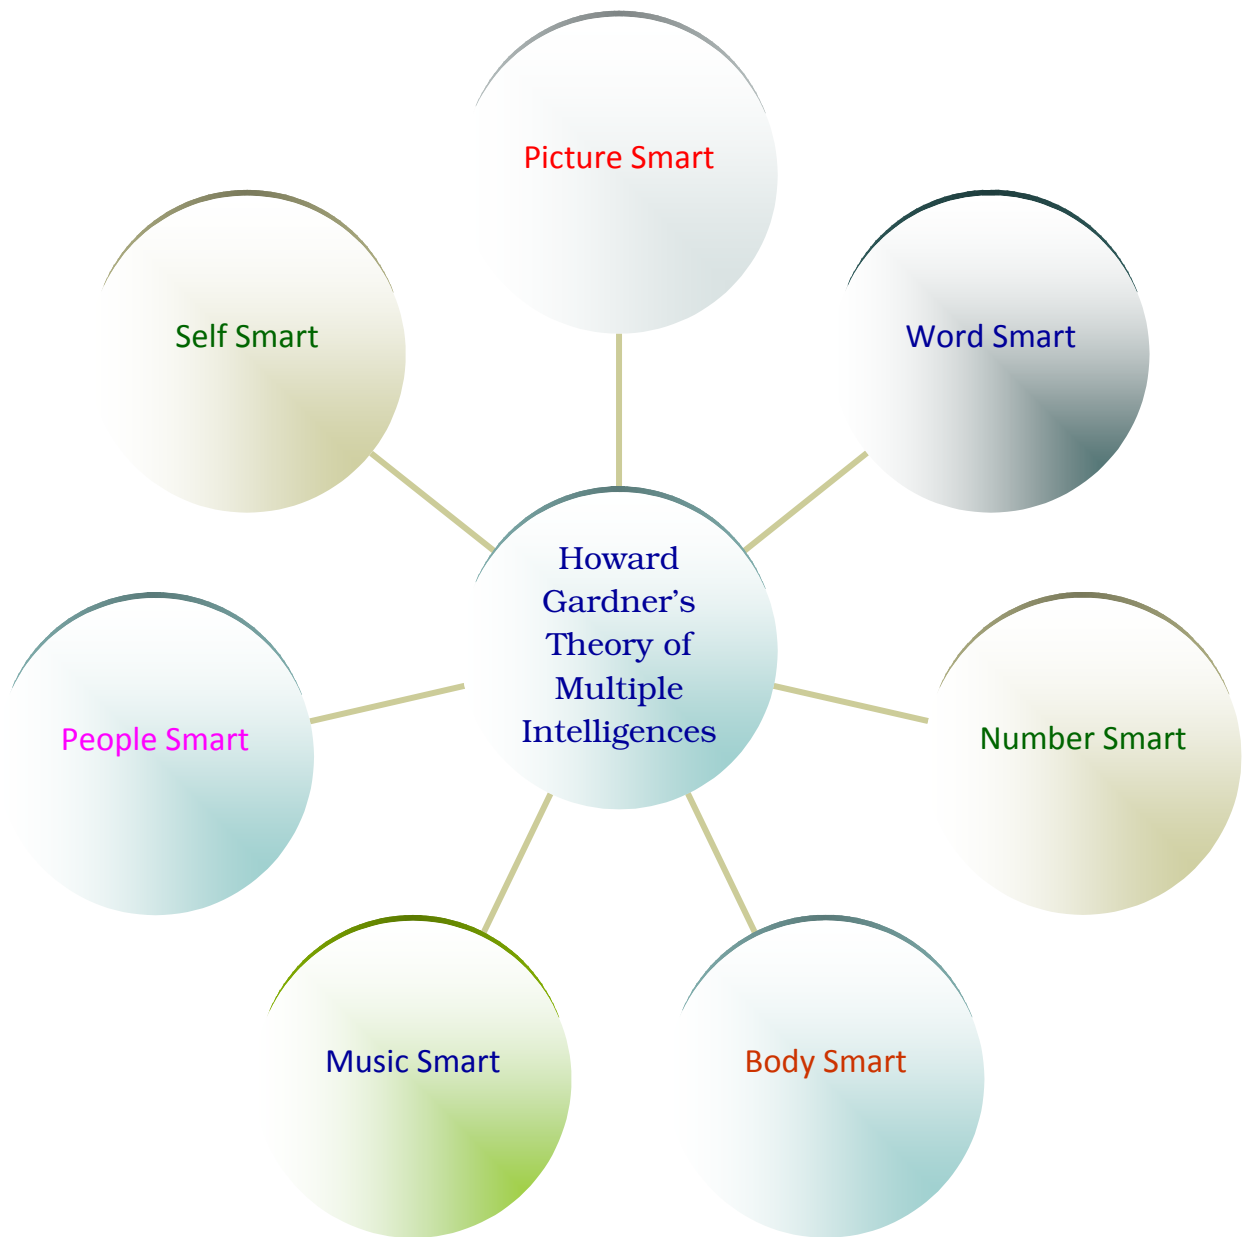 Picture Smart
Self Smart
Word Smart
Howard
Gardner’s
Theory of
Multiple
Intelligences
People Smart
Number Smart
Music Smart
Body Smart